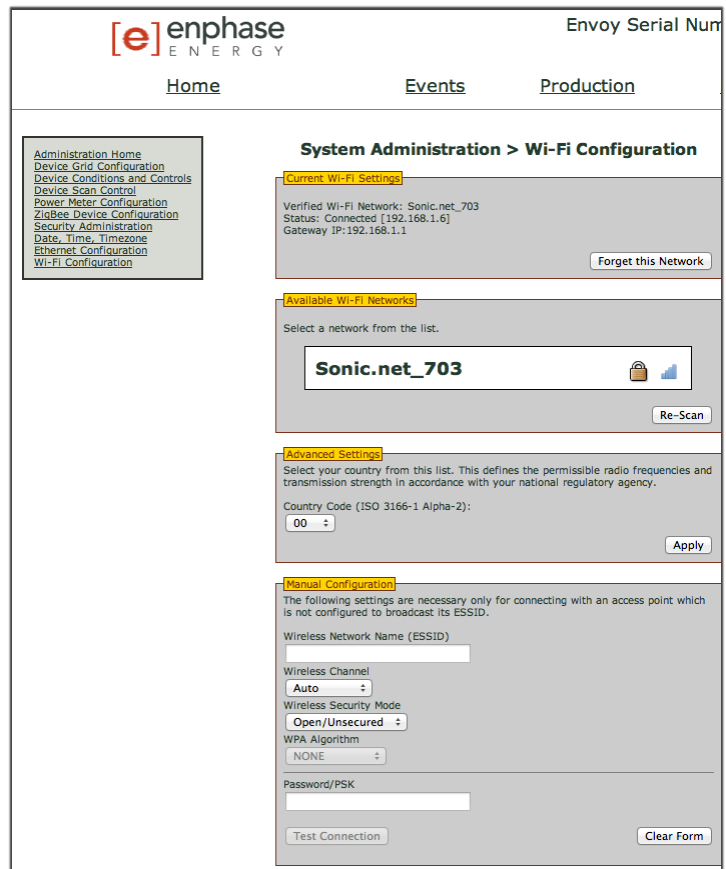 [e] enphase
ENERGY
Envoy Serial Num
Home
Events
Production
Administration Home
Device Grid Configuration
Device Conditions and Controls
Device Scan Control
Power Meter Configuration
ZigBee Device Configuration
Security Administration
Date, Time, Timezone
Ethernet Configuration
Wi-Fi Configuration
System Administration > Wi-Fi Configuration
Current Wi-Fi Settings
Verified Wi-Fi Network: Sonic.net_703
Status: Connected [192.168.1.6]
Gateway IP:192.168.1.1
Forget this Network
Available Wi-Fi Networks
Select a network from the list.
Sonic.net_703
Re-Scan
Advanced Settings
Select your country from this list. This defines the permissible radio frequencies and
transmission strength in accordance with your national regulatory agency.
Country Code (ISO 3166-1 Alpha-2):
00
Apply
Manual Configuration
The following settings are necessary only for connecting with an access point which
is not configured to broadcast its ESSID.
Wireless Network Name (ESSID)
Wireless Channel
Auto
Wireless Security Mode
Open/Unsecured
WPA Algorithm
NONE
Password/PSK
Test Connection
Clear Form